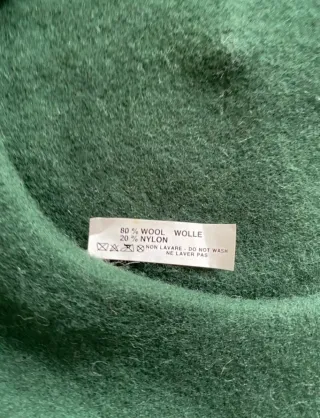 80 % WOOL WOLLE
20 % NYLON
NON LAVARE - DO NOT WASH
NE LAVER PAS